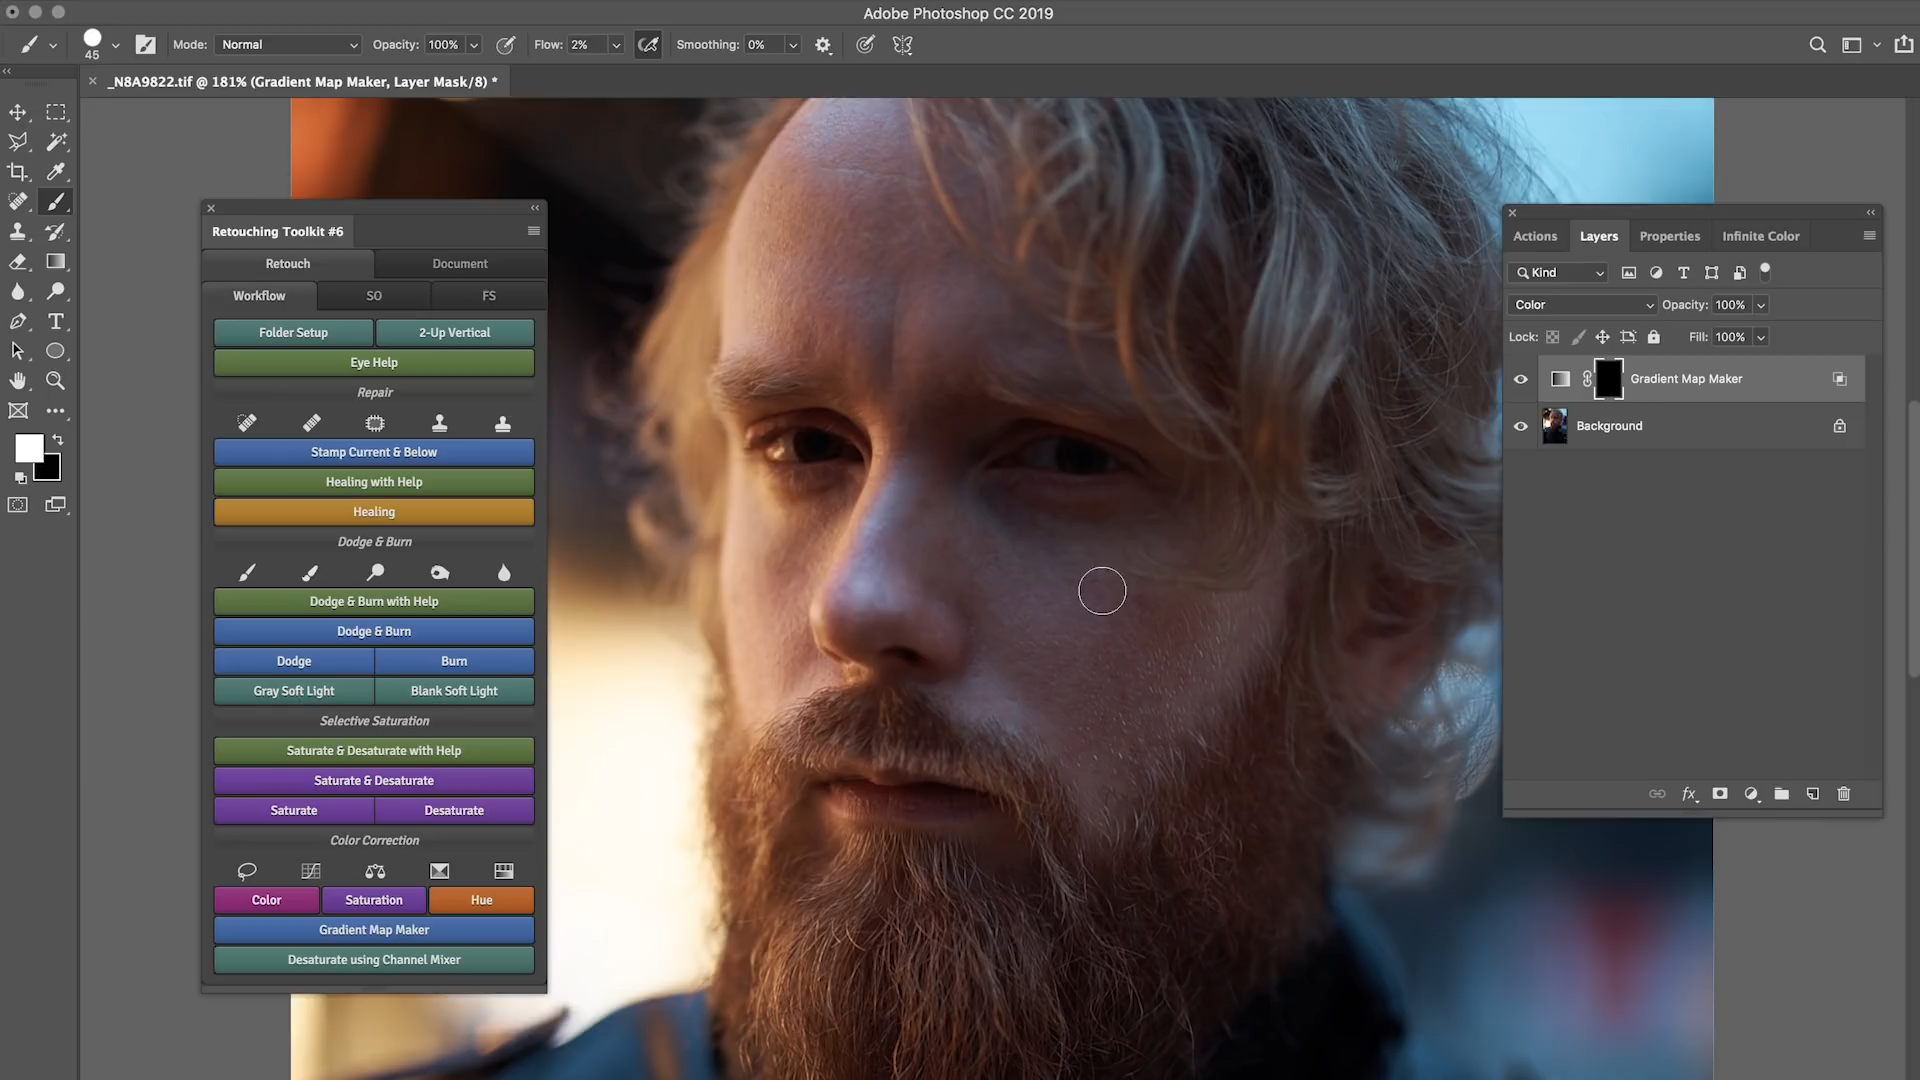 Adobe Photoshop CC 2019
45
Mode: Normal
Opacity: 100%
Flow: 2%
Smoothing: 0%
_N8A9822.tif @ 181% (Gradient Map Maker, Layer Mask/8) *
Retouching Toolkit #6
Retouch
Document
Workflow
SO
FS
Folder Setup
2-Up Vertical
Eye Help
Repair
Stamp Current & Below
Healing with Help
Healing
Dodge & Burn
Dodge & Burn with Help
Dodge & Burn
Dodge
Burn
Gray Soft Light
Blank Soft Light
Selective Saturation
Saturate & Desaturate with Help
Saturate & Desaturate
Saturate
Desaturate
Color Correction
Color
Saturation
Hue
Gradient Map Maker
Desaturate using Channel Mixer
Actions
Layers
Properties
Infinite Color
Kind
Color
Opacity: 100%
Lock:
Fill: 100%
Gradient Map Maker
Background
fx